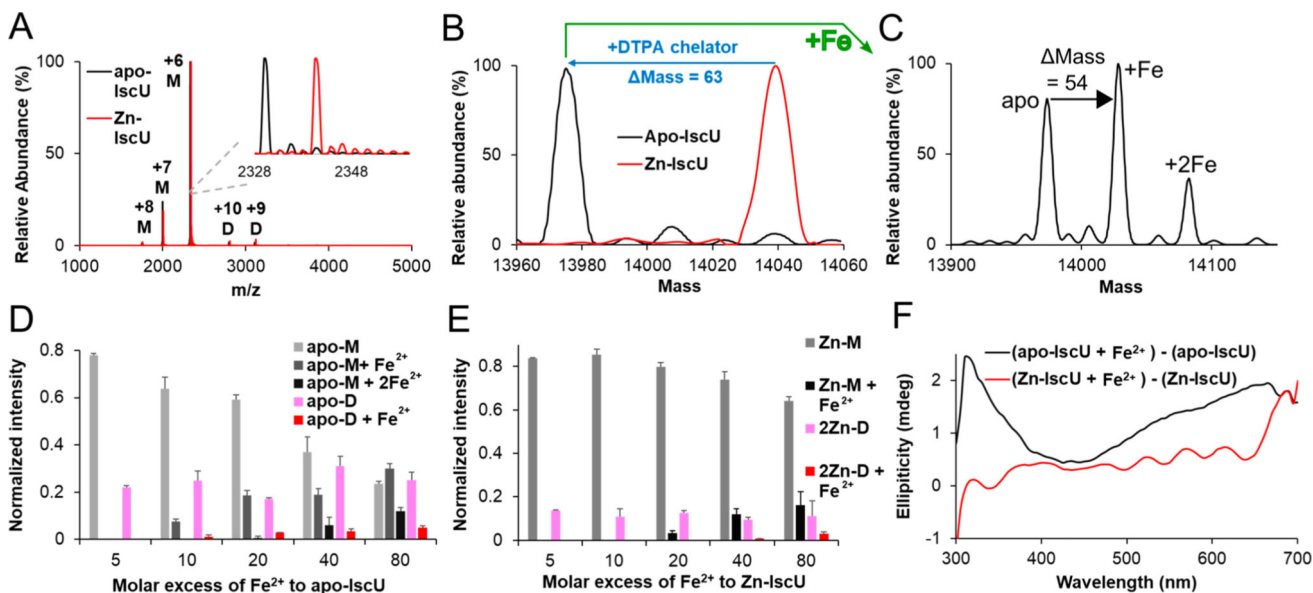 A
Relative Abundance (%)
100
50
0
1000
2000
3000
4000
5000
m/z
+6
M
+7
M
+8
M
+10
D
+9
D
apo-
IscU
Zn-
IscU
2328
2348
B
+Fe
+DTPA chelator
ΔMass = 63
Relative abundance (%)
100
50
0
Apo-IscU
Zn-IscU
13960
13980
14000
14020
14040
14060
Mass
C
Relative abundance (%)
100
50
0
ΔMass
= 54
apo
+Fe
+2Fe
13900
14000
14100
Mass
D
Normalized intensity
0.8
0.6
0.4
0.2
0
apo-M
apo-M+ Fe²⁺
apo-M + 2Fe²⁺
apo-D
apo-D + Fe²⁺
5
10
20
40
80
Molar excess of Fe²⁺ to apo-IscU
E
Normalized intensity
0.8
0.6
0.4
0.2
0
Zn-M
Zn-M +
Fe²⁺
2Zn-D
2Zn-D +
Fe²⁺
5
10
20
40
80
Molar excess of Fe²⁺ to Zn-IscU
F
Ellipiticity (mdeg)
2
1
0
-1
(apo-IscU + Fe²⁺) - (apo-IscU)
(Zn-IscU + Fe²⁺) - (Zn-IscU)
300
400
500
600
700
Wavelength (nm)